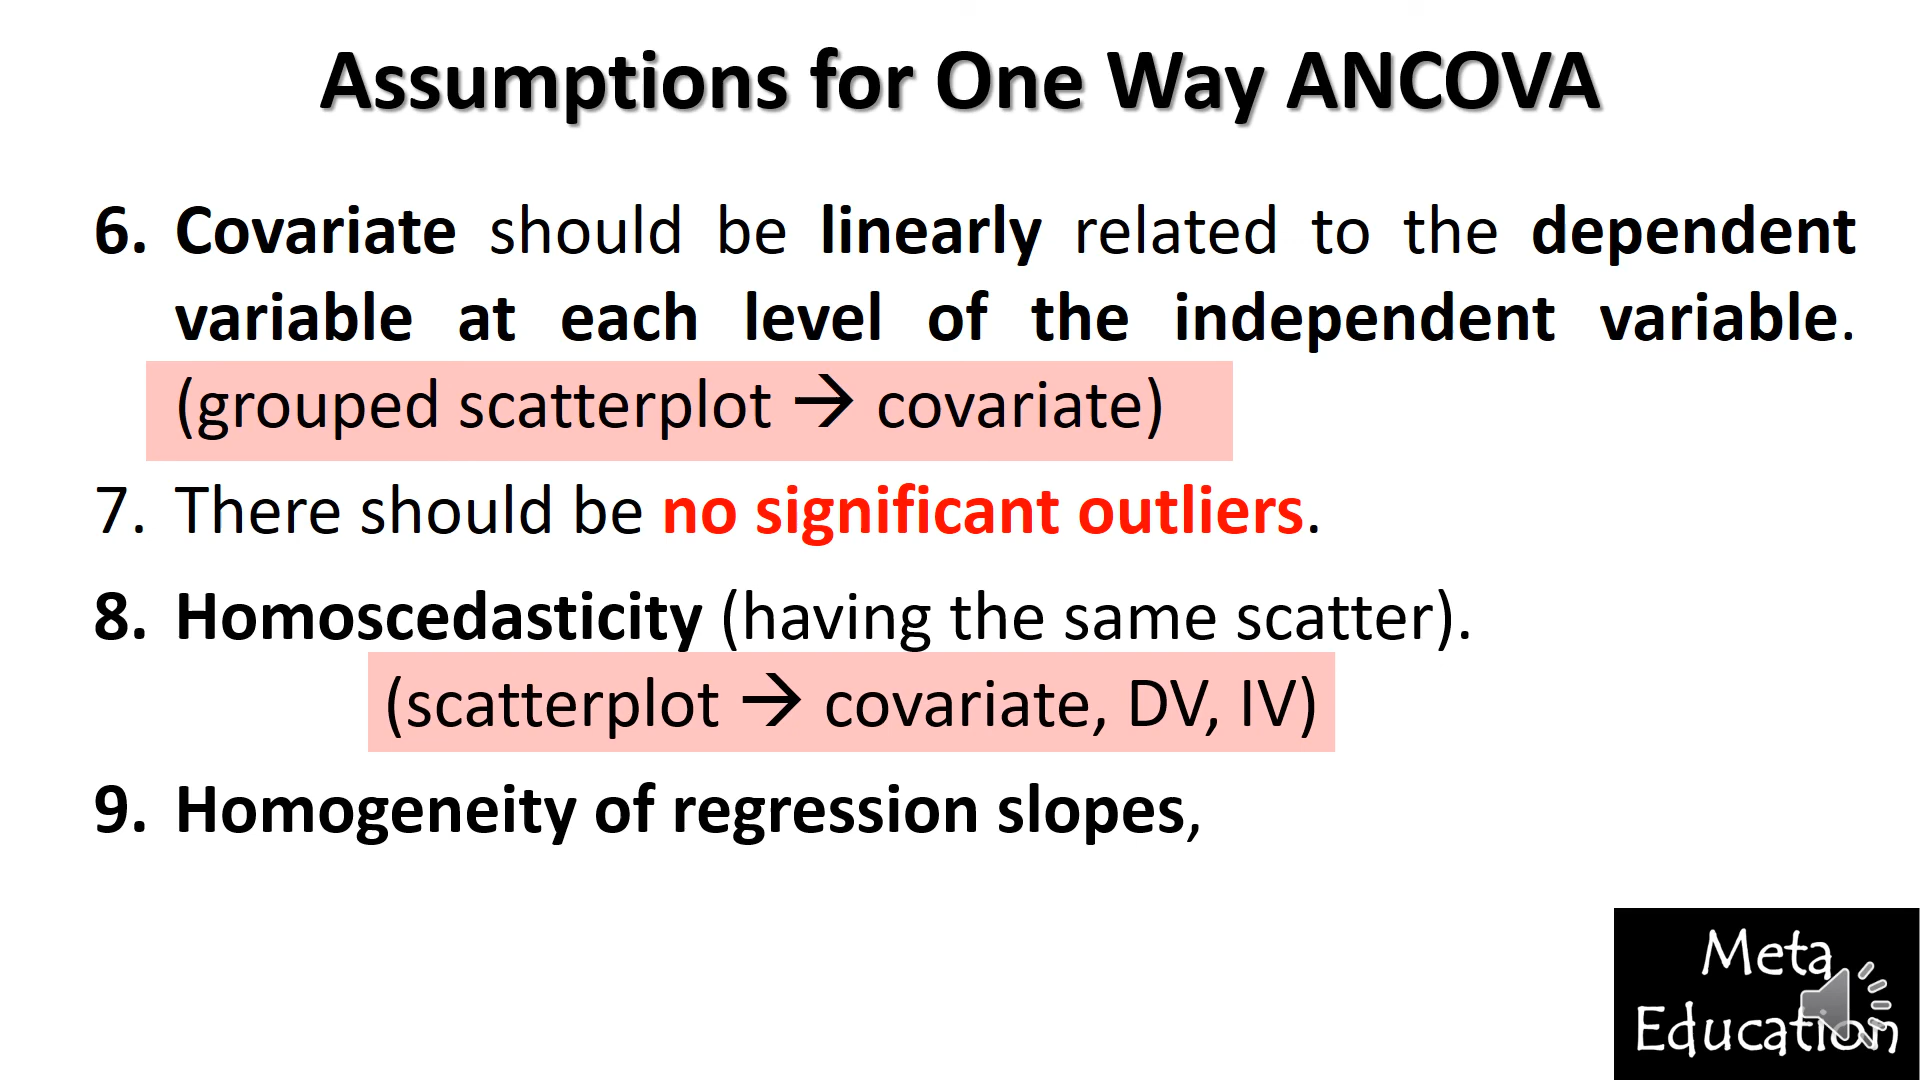 Assumptions for One Way ANCOVA
6. Covariate should be linearly related to the dependent
variable at each level of the independent variable.
(grouped scatterplot → covariate)
7. There should be no significant outliers.
8. Homoscedasticity (having the same scatter).
(scatterplot → covariate, DV, IV)
9. Homogeneity of regression slopes,
Meta
Education